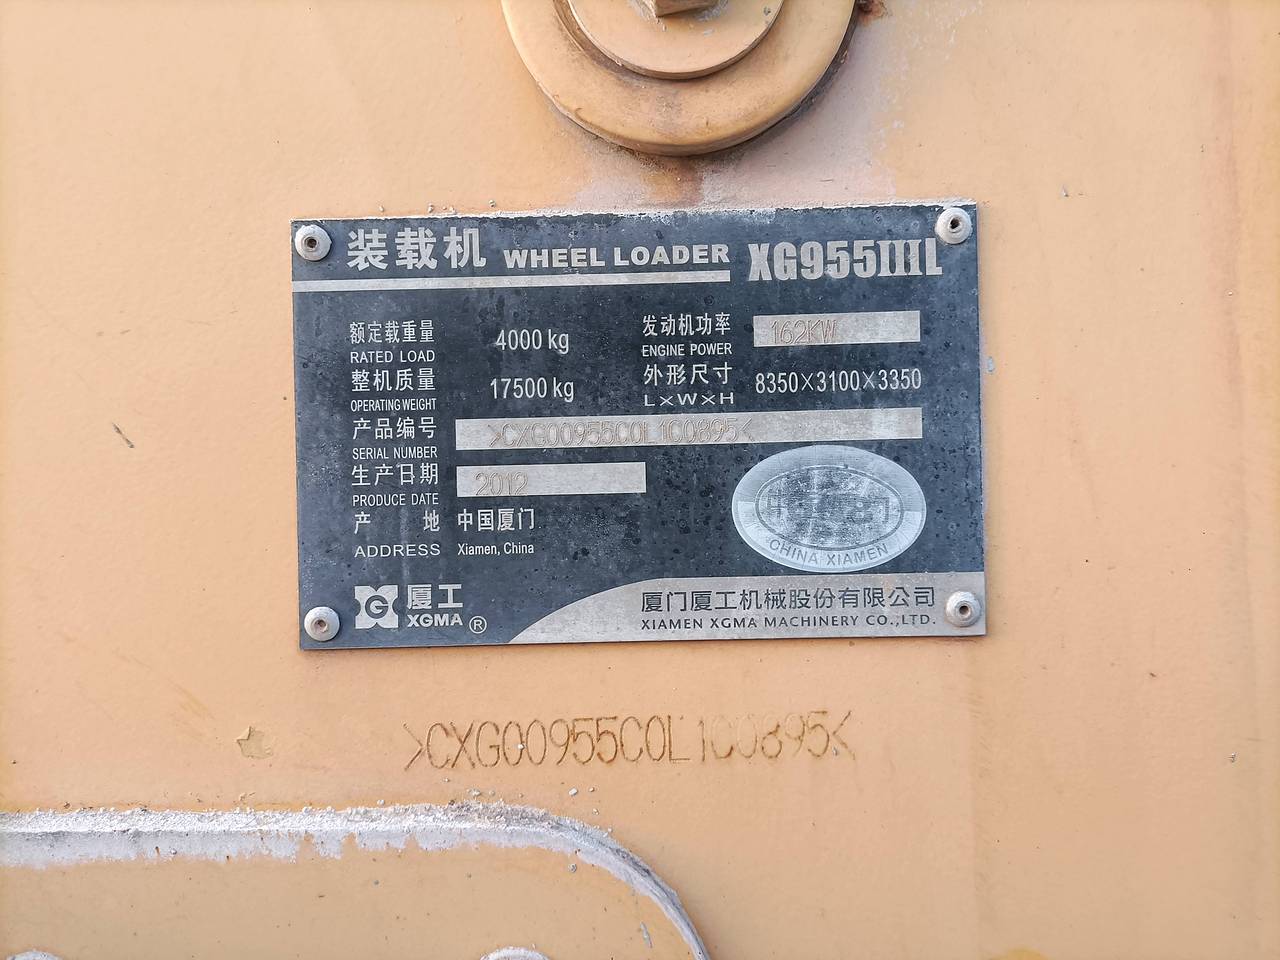 装载机 WHEEL LOADER XG955IIIL
额定载重量 4000 kg 发动机功率 162KW
RATED LOAD ENGINE POWER
整机质量 17500 kg 外形尺寸 8350×3100×3350
OPERATING WEIGHT L×W×H
产品编号 >CXG00955C0L1C0895<
SERIAL NUMBER
生产日期 2012
PRODUCE DATE
产 地 中国厦门
ADDRESS Xiamen, China
CHINA XIAMEN
厦工
XGMA ®
厦门厦工机械股份有限公司
XIAMEN XGMA MACHINERY CO.,LTD.
>CXG00955C0L1C0895<